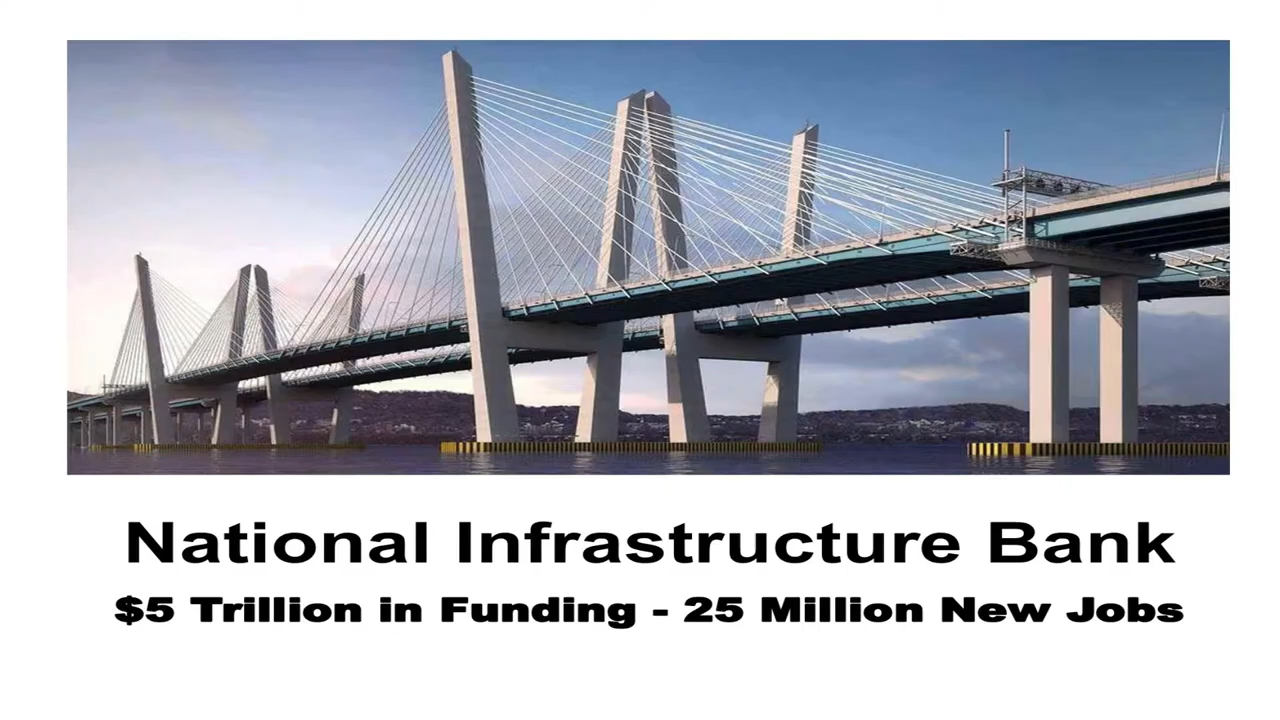 National Infrastructure Bank
$5 Trillion in Funding - 25 Million New Jobs